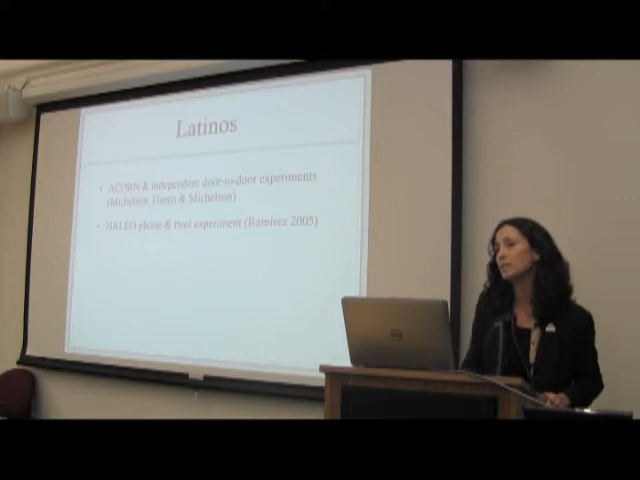 Latinos
• ACORN & independent door-to-door experiments
(Michelson, Green & Michelson)
• NALEO phone & mail experiment (Ramirez 2005)